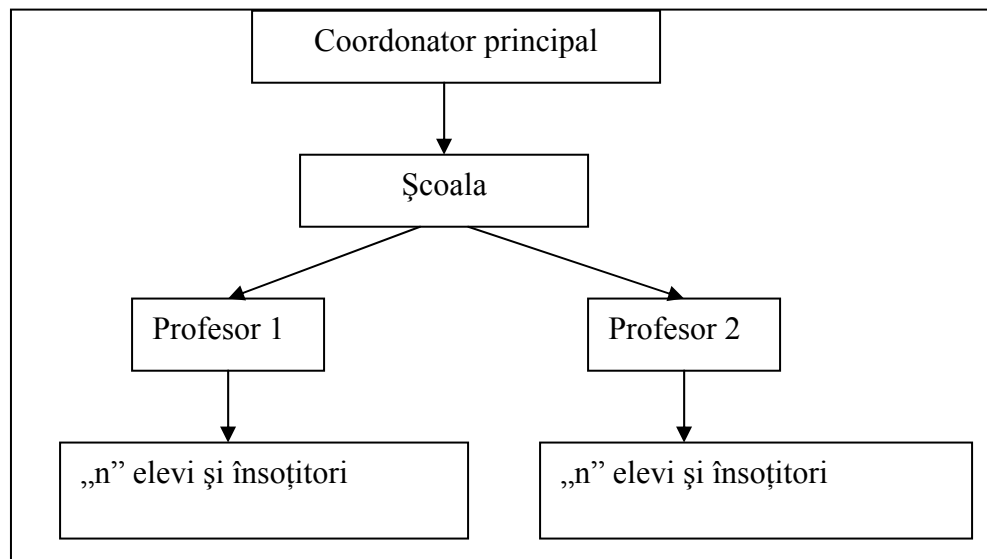 Coordonator principal
Şcoala
Profesor 1
Profesor 2
„n” elevi şi însoțitori
„n” elevi şi însoțitori